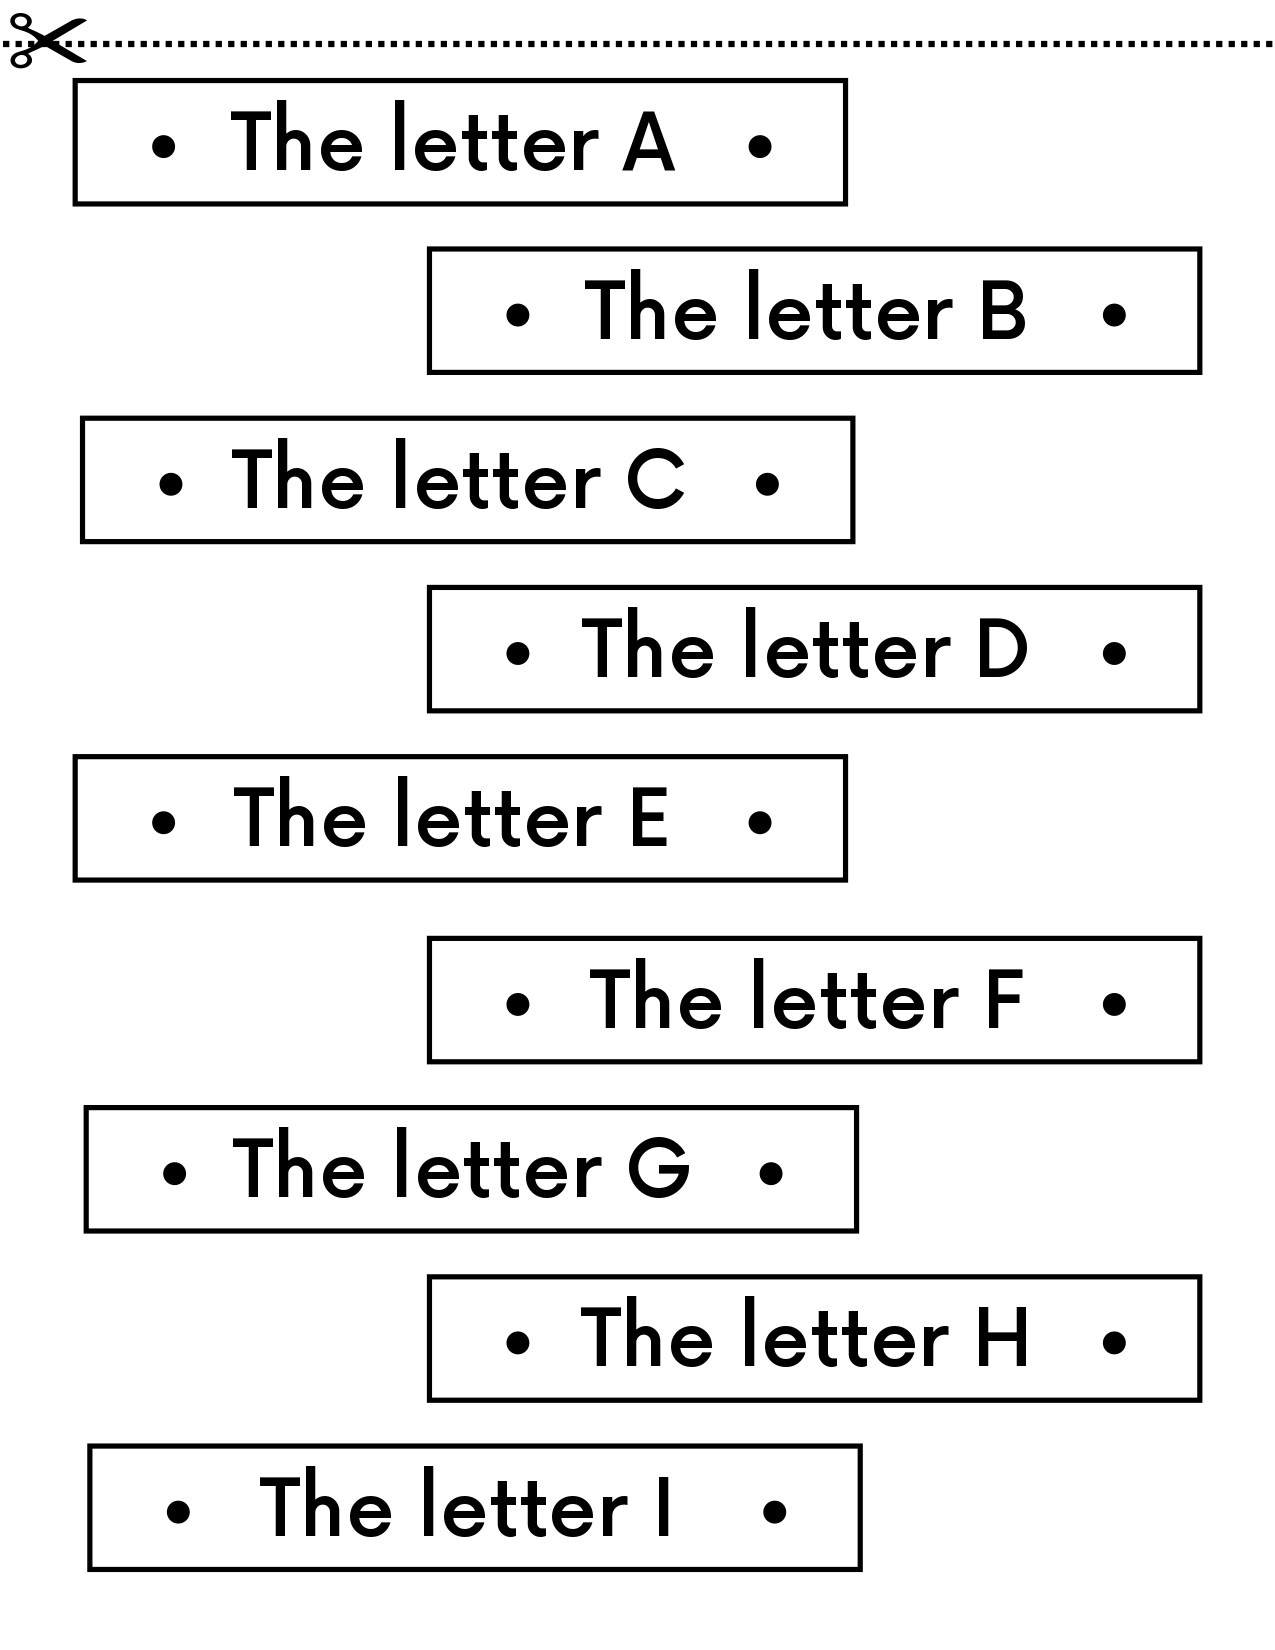 • The letter A •
• The letter B •
• The letter C •
• The letter D •
• The letter E •
• The letter F •
• The letter G •
• The letter H •
• The letter I •